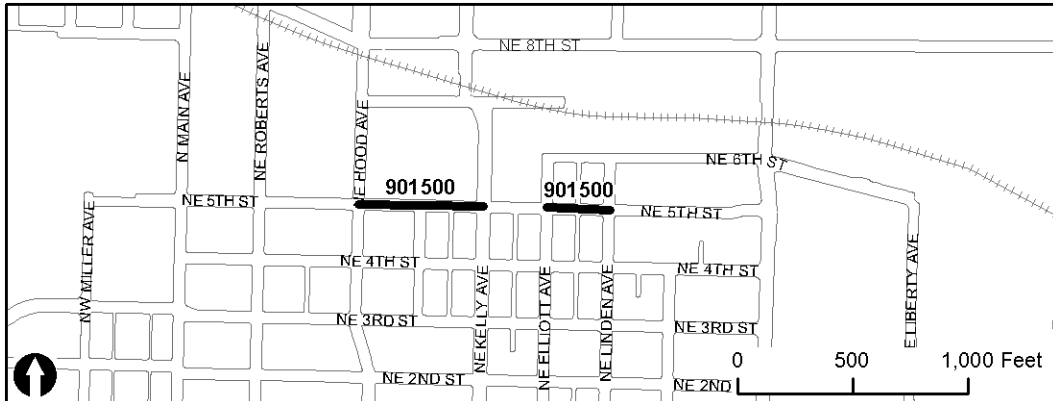 NE 8TH ST
N MAIN AVE
NE ROBERTS AVE
E HOOD AVE
NE 6TH ST
901500
901500
NE 5TH ST
NE 5TH ST
NW MILLER AVE
NE 4TH ST
NE 4TH ST
NE KELLY AVE
NE ELLIOTT AVE
NE LINDEN AVE
E LIBERTY AVE
NE 3RD ST
NE 3RD ST
NE 2ND ST
NE 2ND
0 500 1,000 Feet